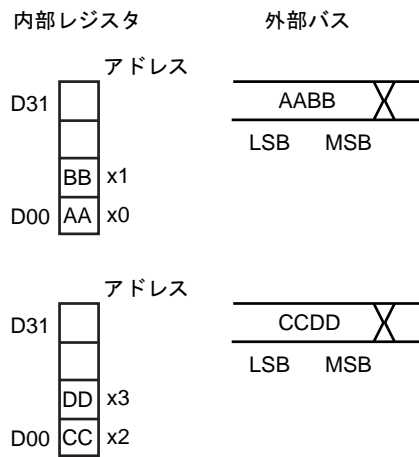 内部レジスタ 外部バス
アドレス
D31 AABB
LSB MSB
BB x1
D00 AA x0
アドレス
D31 CCDD
LSB MSB
DD x3
D00 CC x2